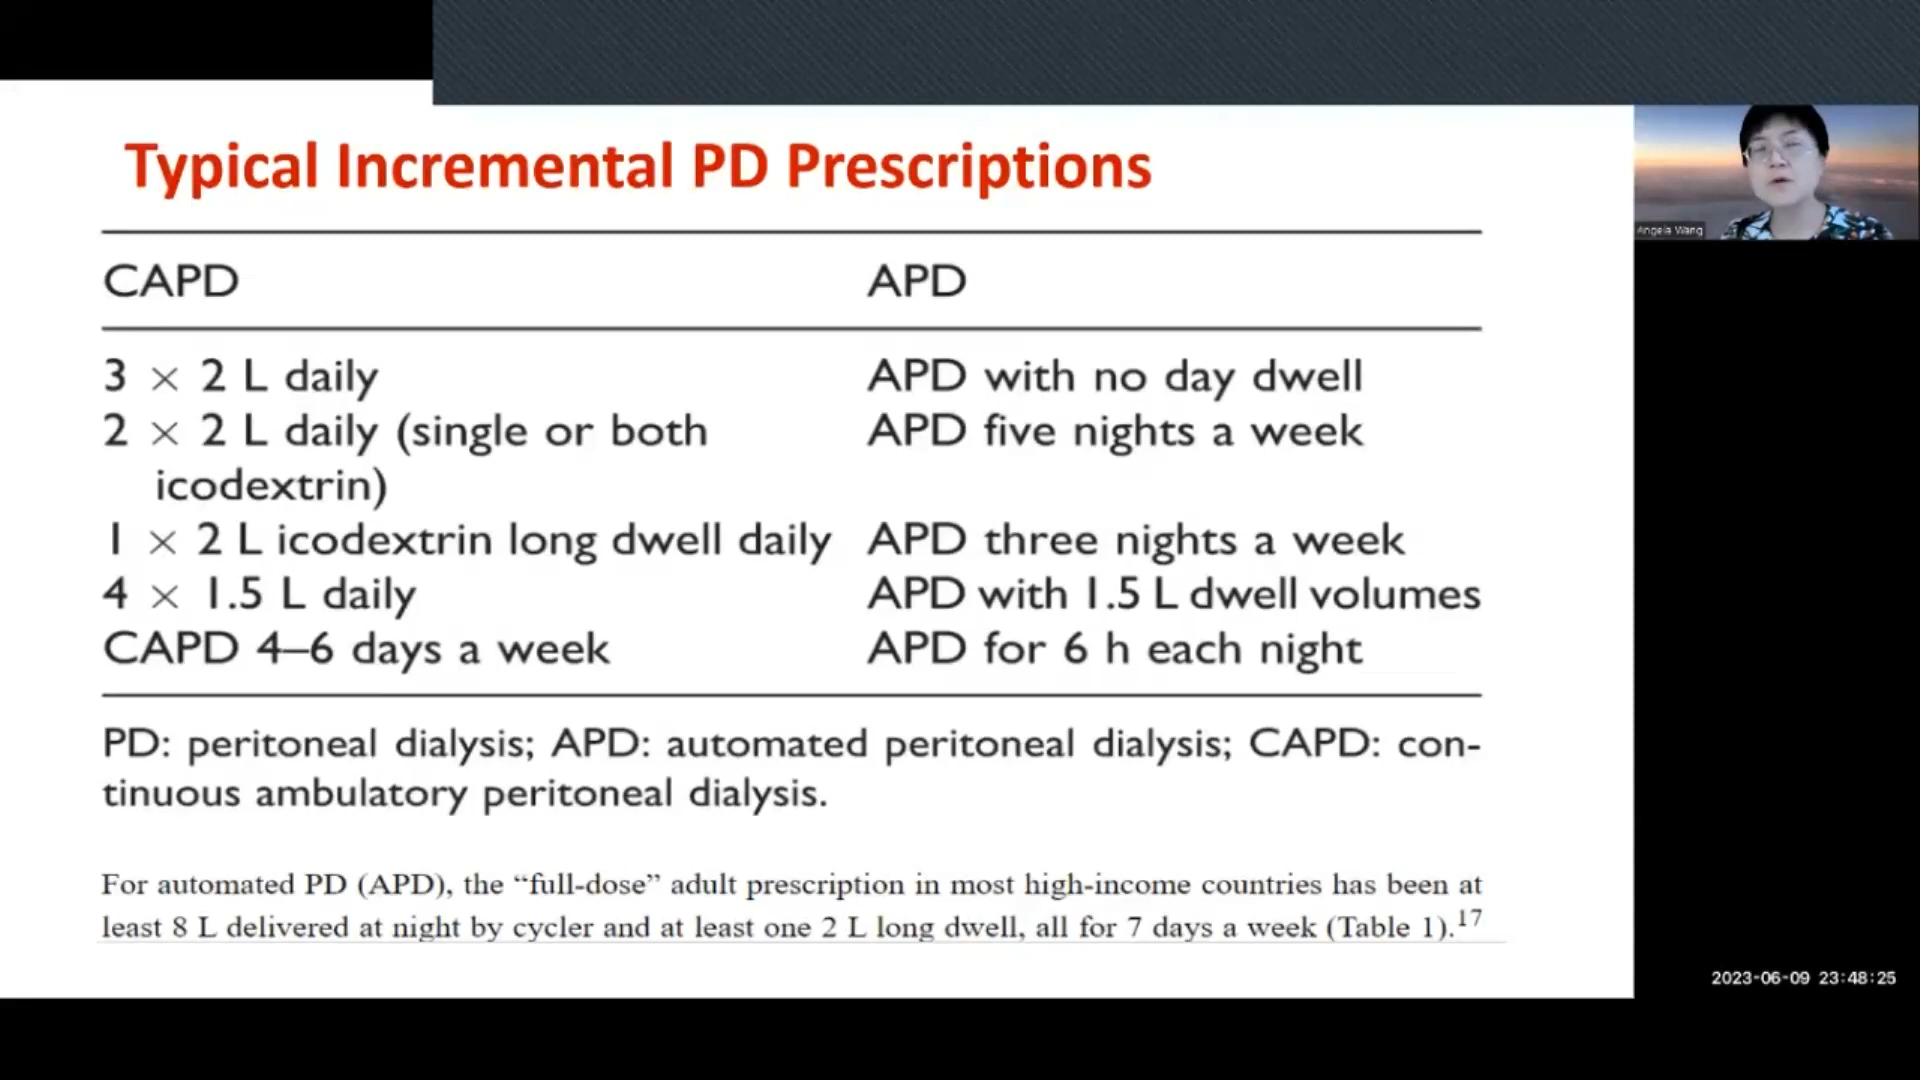 Typical Incremental PD Prescriptions
CAPD APD
3 × 2 L daily APD with no day dwell
2 × 2 L daily (single or both APD five nights a week
icodextrin)
1 × 2 L icodextrin long dwell daily APD three nights a week
4 × 1.5 L daily APD with 1.5 L dwell volumes
CAPD 4–6 days a week APD for 6 h each night
PD: peritoneal dialysis; APD: automated peritoneal dialysis; CAPD: con-
tinuous ambulatory peritoneal dialysis.
For automated PD (APD), the “full-dose” adult prescription in most high-income countries has been at
least 8 L delivered at night by cycler and at least one 2 L long dwell, all for 7 days a week (Table 1).17
Angela Wang
2023-06-09 23:48:25